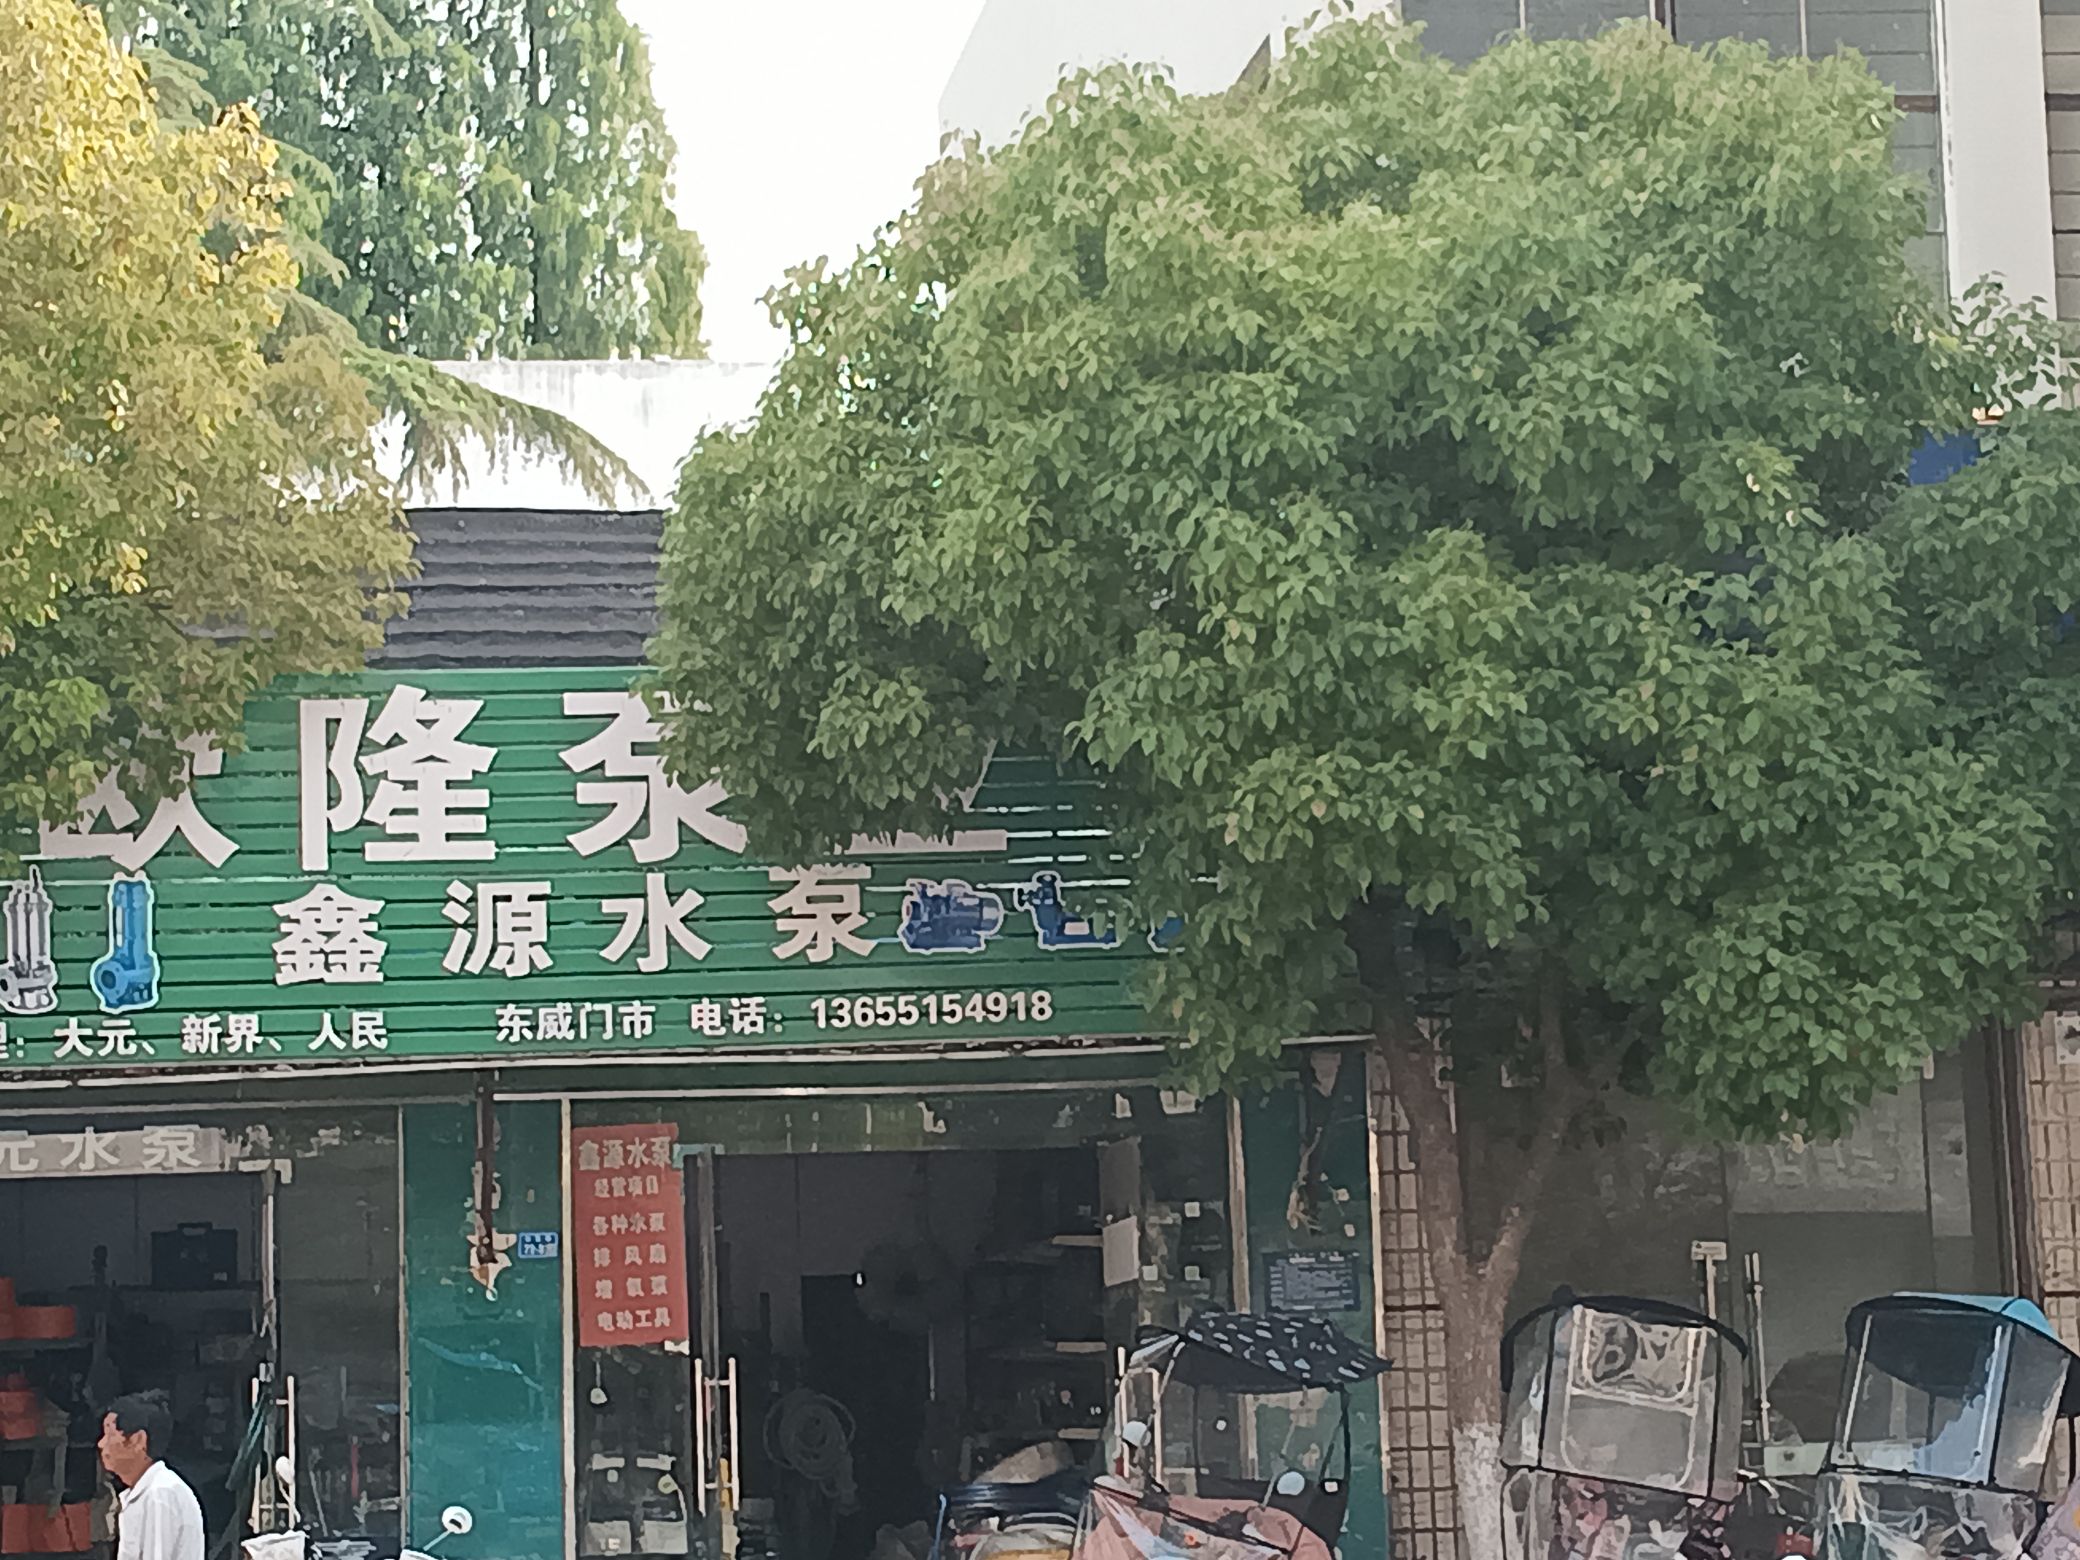 欧隆泵
鑫源水泵
理：大元、新界、人民
东威门市 电话：13655154918
元水泵
鑫源水泵
经营项目
各种水泵
排风扇
增氧泵
电动工具